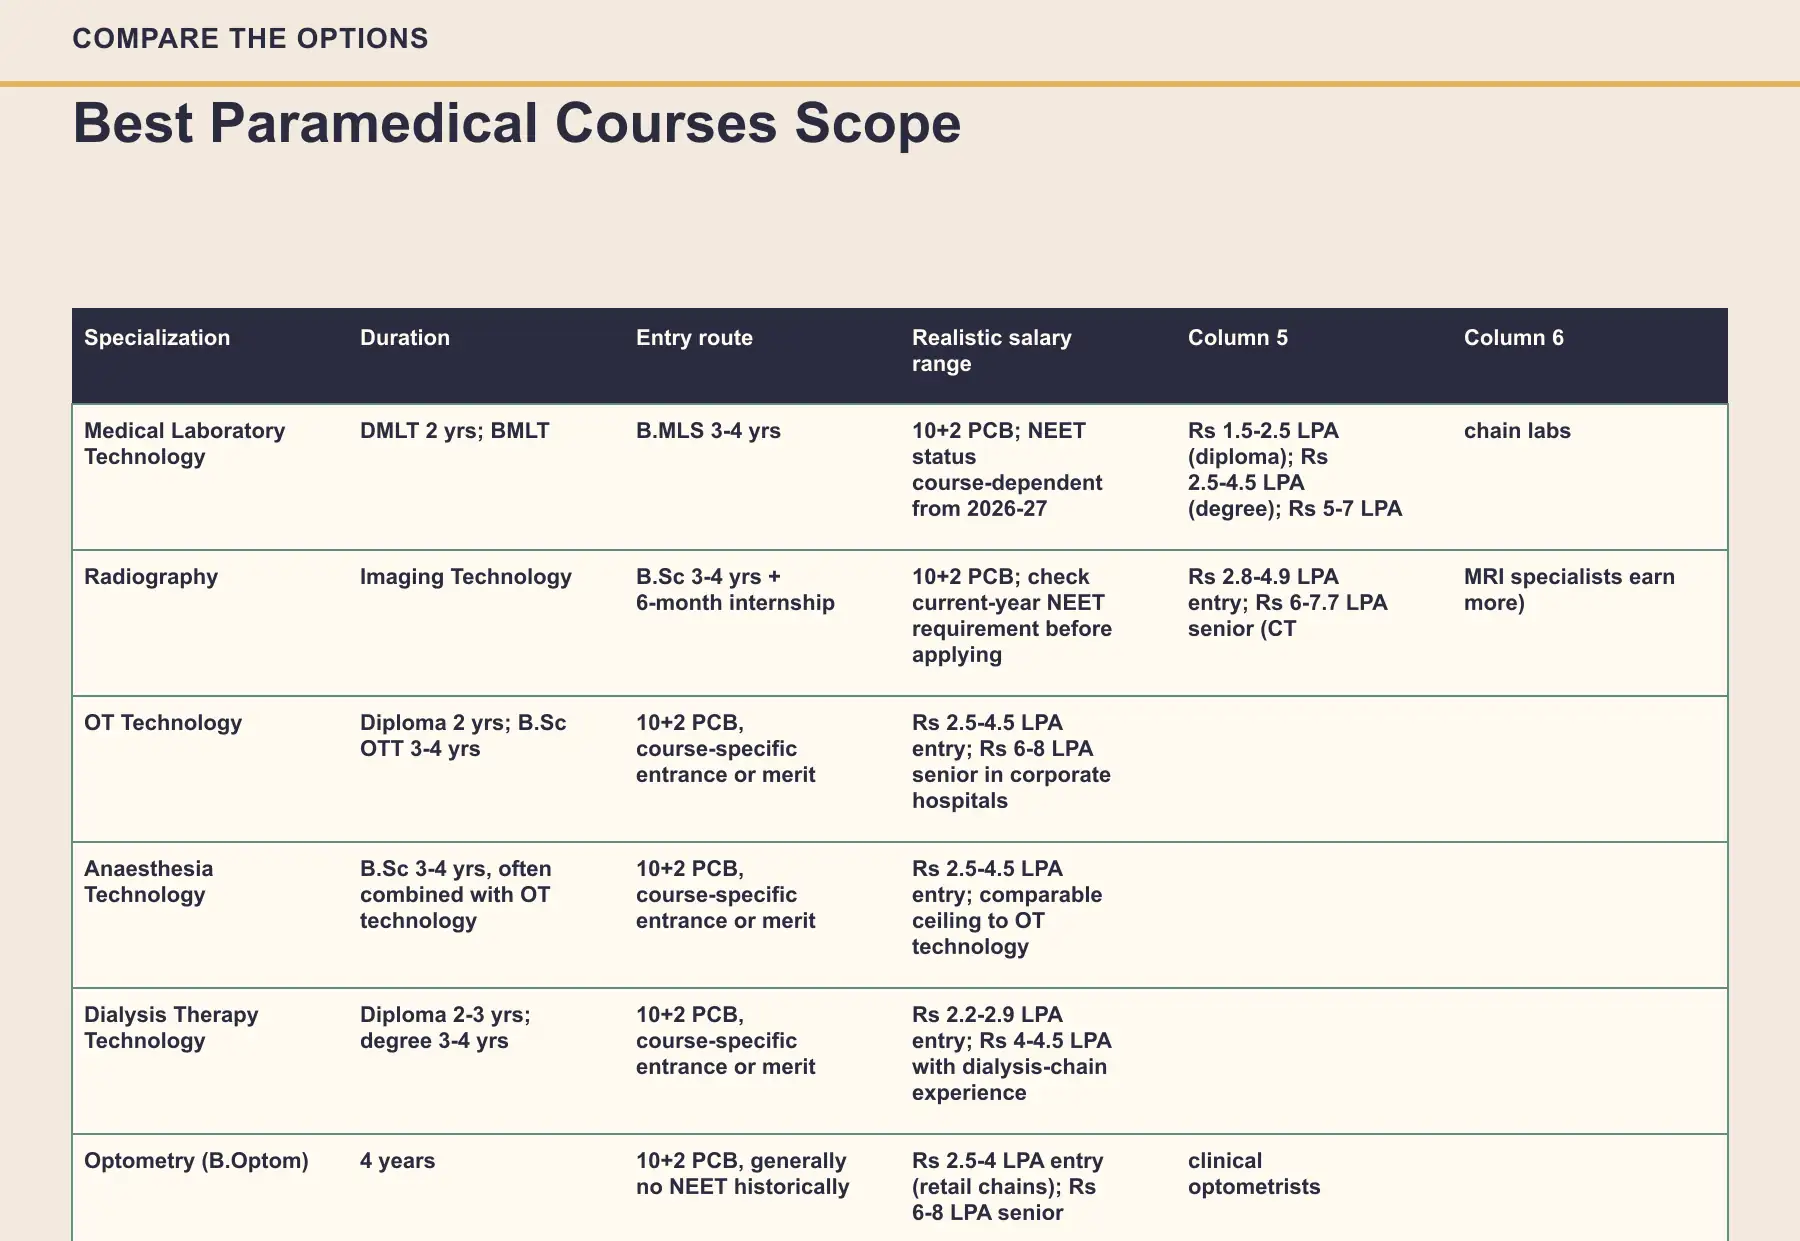 COMPARE THE OPTIONS
Best Paramedical Courses Scope
Specialization
Duration
Entry route
Realistic salary
range
Column 5
Column 6
Medical Laboratory
Technology
DMLT 2 yrs; BMLT
B.MLS 3-4 yrs
10+2 PCB; NEET
status
course-dependent
from 2026-27
Rs 1.5-2.5 LPA
(diploma); Rs
2.5-4.5 LPA
(degree); Rs 5-7 LPA
chain labs
Radiography
Imaging Technology
B.Sc 3-4 yrs +
6-month internship
10+2 PCB; check
current-year NEET
requirement before
applying
Rs 2.8-4.9 LPA
entry; Rs 6-7.7 LPA
senior (CT
MRI specialists earn
more)
OT Technology
Diploma 2 yrs; B.Sc
OTT 3-4 yrs
10+2 PCB,
course-specific
entrance or merit
Rs 2.5-4.5 LPA
entry; Rs 6-8 LPA
senior in corporate
hospitals
Anaesthesia
Technology
B.Sc 3-4 yrs, often
combined with OT
technology
10+2 PCB,
course-specific
entrance or merit
Rs 2.5-4.5 LPA
entry; comparable
ceiling to OT
technology
Dialysis Therapy
Technology
Diploma 2-3 yrs;
degree 3-4 yrs
10+2 PCB,
course-specific
entrance or merit
Rs 2.2-2.9 LPA
entry; Rs 4-4.5 LPA
with dialysis-chain
experience
Optometry (B.Optom)
4 years
10+2 PCB, generally
no NEET historically
Rs 2.5-4 LPA entry
(retail chains); Rs
6-8 LPA senior
clinical
optometrists